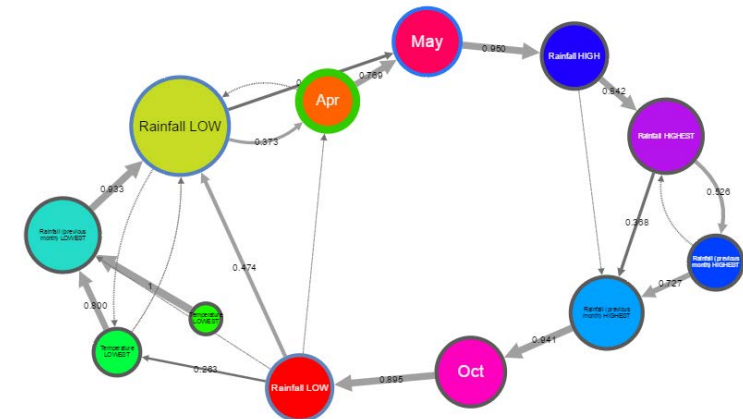 May
0.950
Rainfall HIGH
0.769
Apr
0.842
Rainfall LOW
0.373
Rainfall HIGHEST
0.933
0.526
0.368
Rainfall (previous
month) LOWEST
Rainfall (previous
month) HIGHEST
0.474
0.727
1
Rainfall (previous
month) HIGHEST
0.800
Temperature
LOWEST
0.941
Temperature
LOWEST
0.263
Oct
0.895
Rainfall LOW